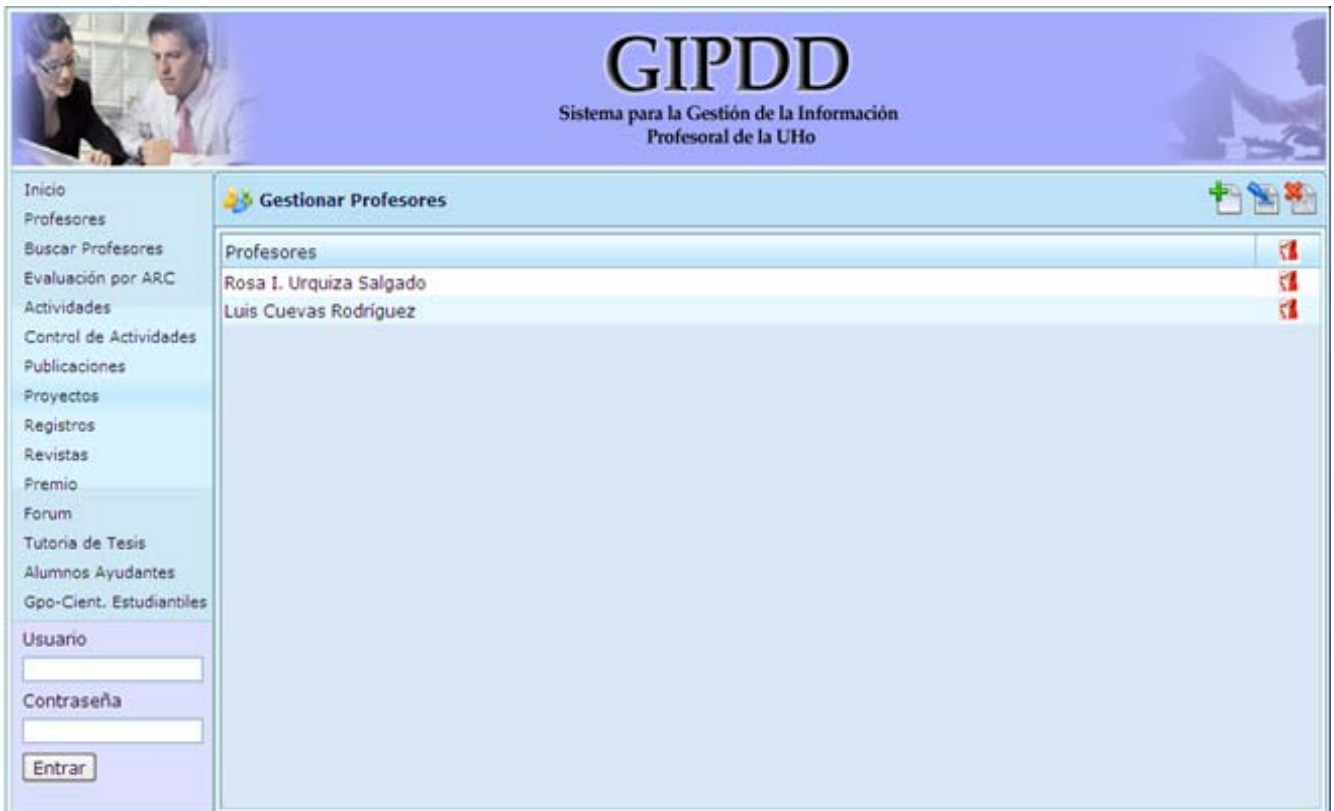 GIPDD
Sistema para la Gestión de la Información
Profesoral de la UHo
Inicio
Profesores
Buscar Profesores
Evaluación por ARC
Actividades
Control de Actividades
Publicaciones
Proyectos
Registros
Revistas
Premio
Forum
Tutoria de Tesis
Alumnos Ayudantes
Gpo-Cient. Estudiantiles
Usuario
Contraseña
Entrar
Gestionar Profesores
Profesores
Rosa I. Urquiza Salgado
Luis Cuevas Rodríguez